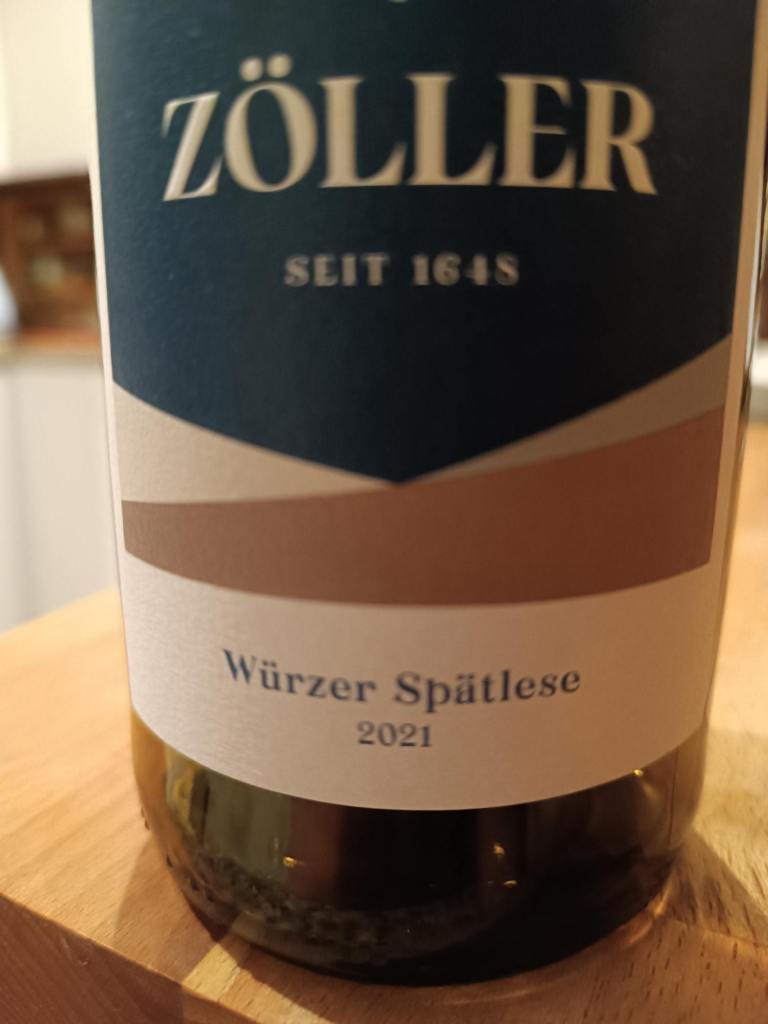 ZÖLLER
SEIT 1648
Würzer Spätlese
2021